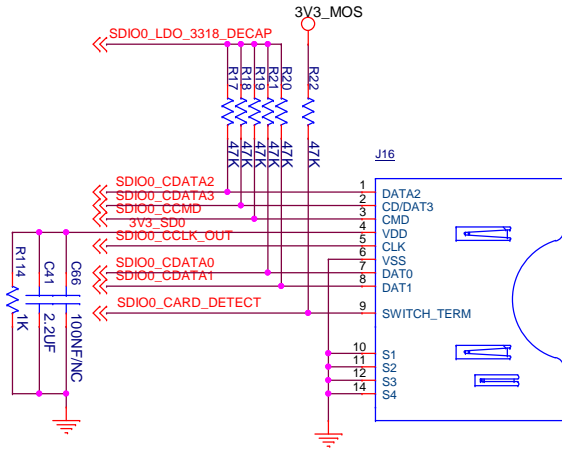 3V3_MOS
SDIO0_LDO_3318_DECAP
R17
R18
R19
R21
R20
R22
47K
47K
47K
47K
47K
47K
J16
SDIO0_CDATA2
1
DATA2
SDIO0_CDATA3
2
CD/DAT3
SDIO0_CCMD
3
CMD
3V3_SD0
4
VDD
SDIO0_CCLK_OUT
5
CLK
6
VSS
SDIO0_CDATA0
7
DAT0
SDIO0_CDATA1
8
DAT1
SDIO0_CARD_DETECT
9
SWITCH_TERM
R114
1K
C41
2.2UF
C66
100NF/NC
10
S1
11
S2
12
S3
14
S4